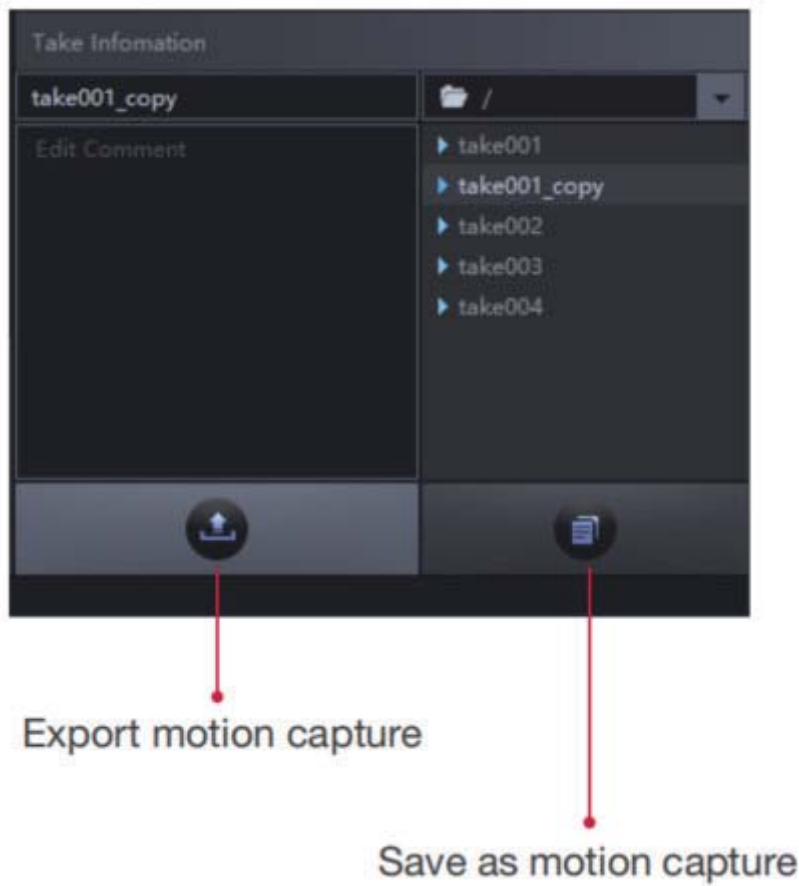 Take Infomation
take001_copy
/
Edit Comment
take001
take001_copy
take002
take003
take004
Export motion capture
Save as motion capture